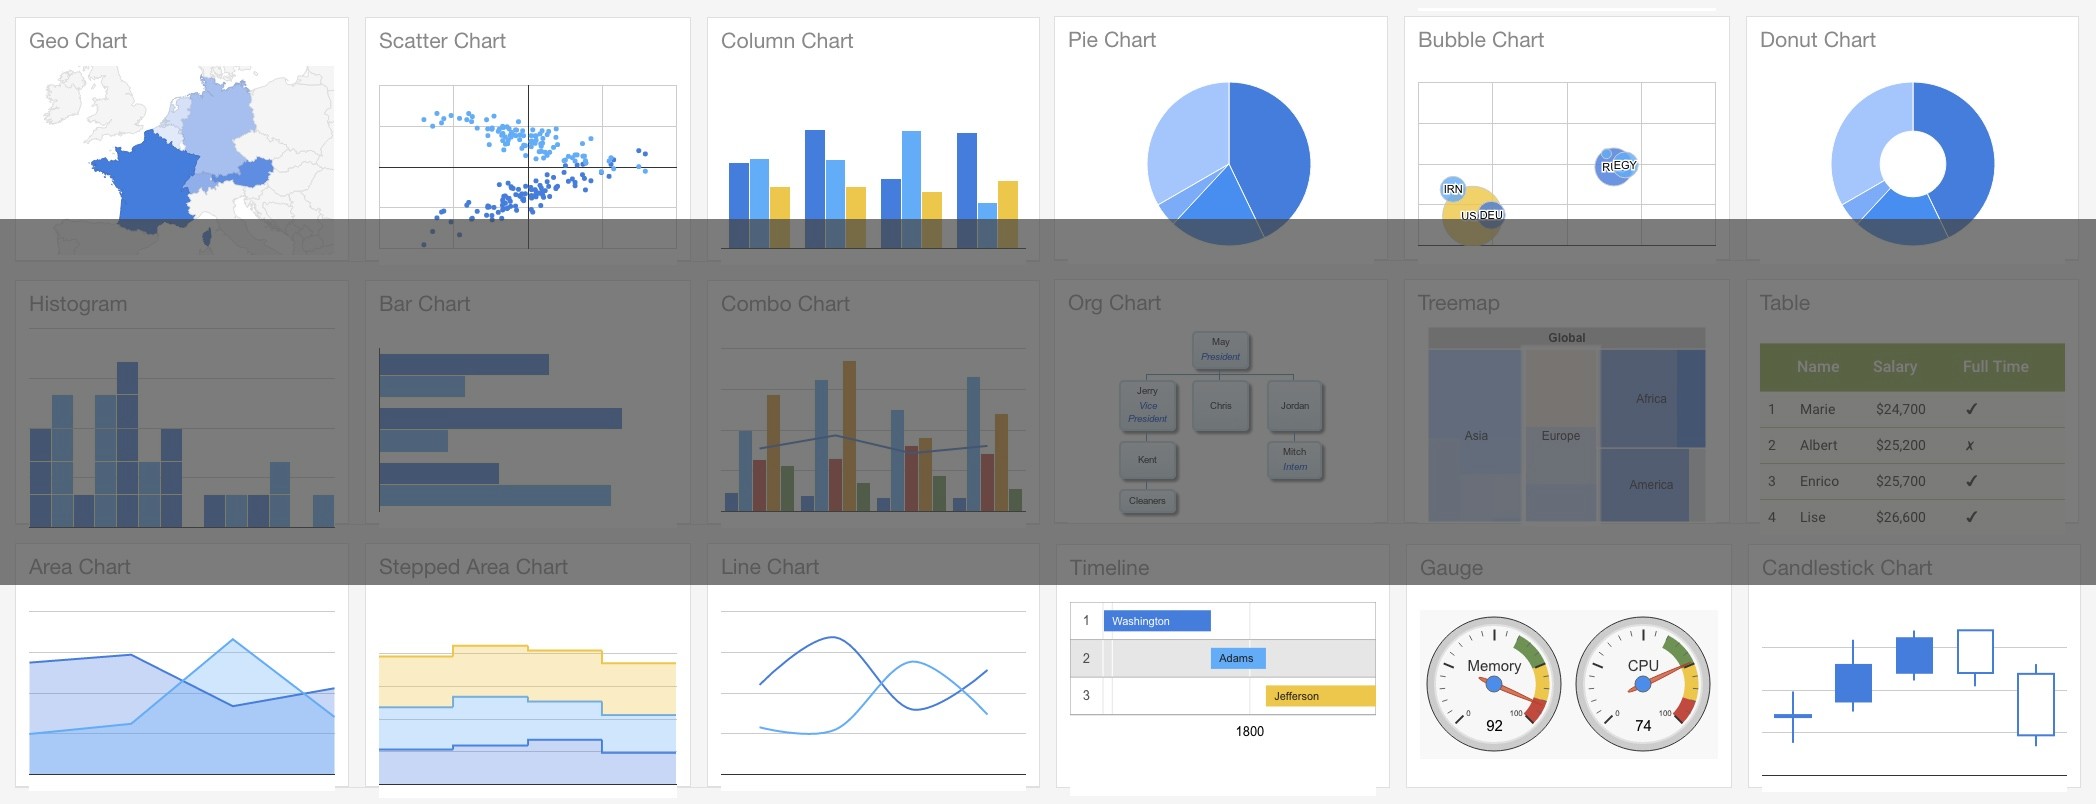 Geo Chart
Scatter Chart
Column Chart
Pie Chart
Bubble Chart
IRN
US DEU
RI EGY
Donut Chart
Histogram
Bar Chart
Combo Chart
Org Chart
May
President
Jerry
Vice
President
Chris
Jordan
Kent
Mitch
Intern
Cleaners
Treemap
Global
Asia
Europe
Africa
America
Table
Name Salary Full Time
1 Marie $24,700 ✔
2 Albert $25,200 ✗
3 Enrico $25,700 ✔
4 Lise $26,600 ✔
Area Chart
Stepped Area Chart
Line Chart
Timeline
1 Washington
2 Adams
3 Jefferson
1800
Gauge
Memory
0 100
92
CPU
0 100
74
Candlestick Chart